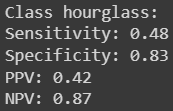 Class hourglass:
Sensitivity: 0.48
Specificity: 0.83
PPV: 0.42
NPV: 0.87